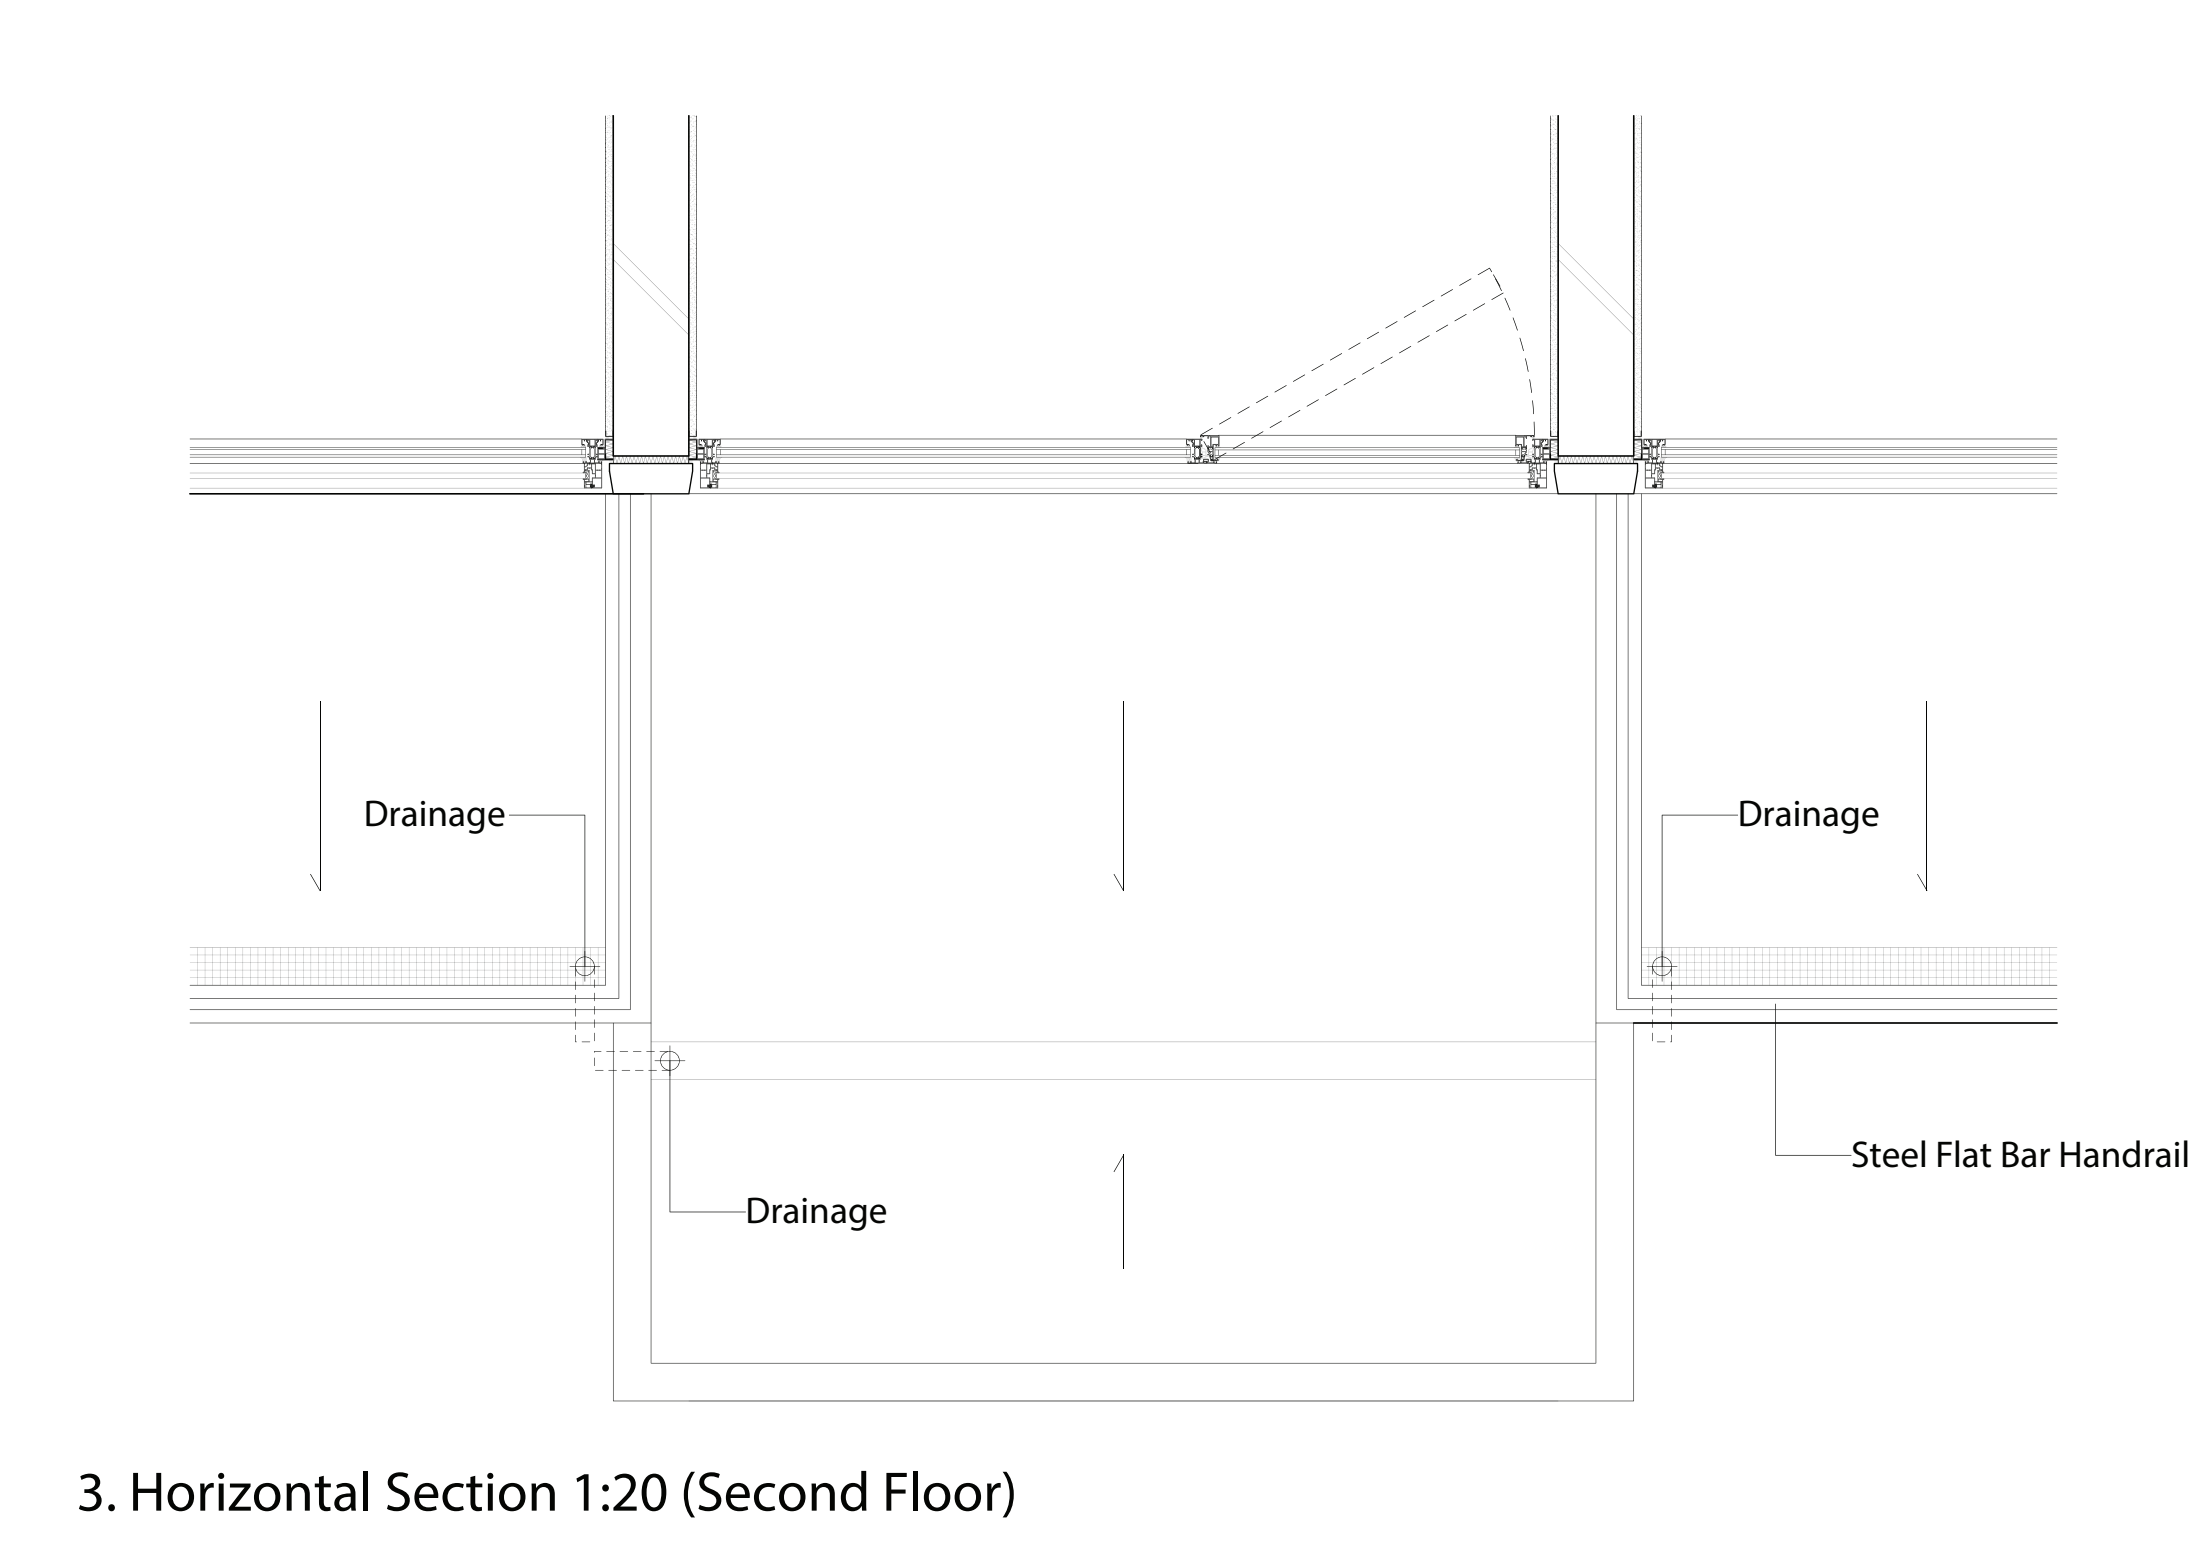 Drainage
Drainage
Steel Flat Bar Handrail
Drainage
3. Horizontal Section 1:20 (Second Floor)